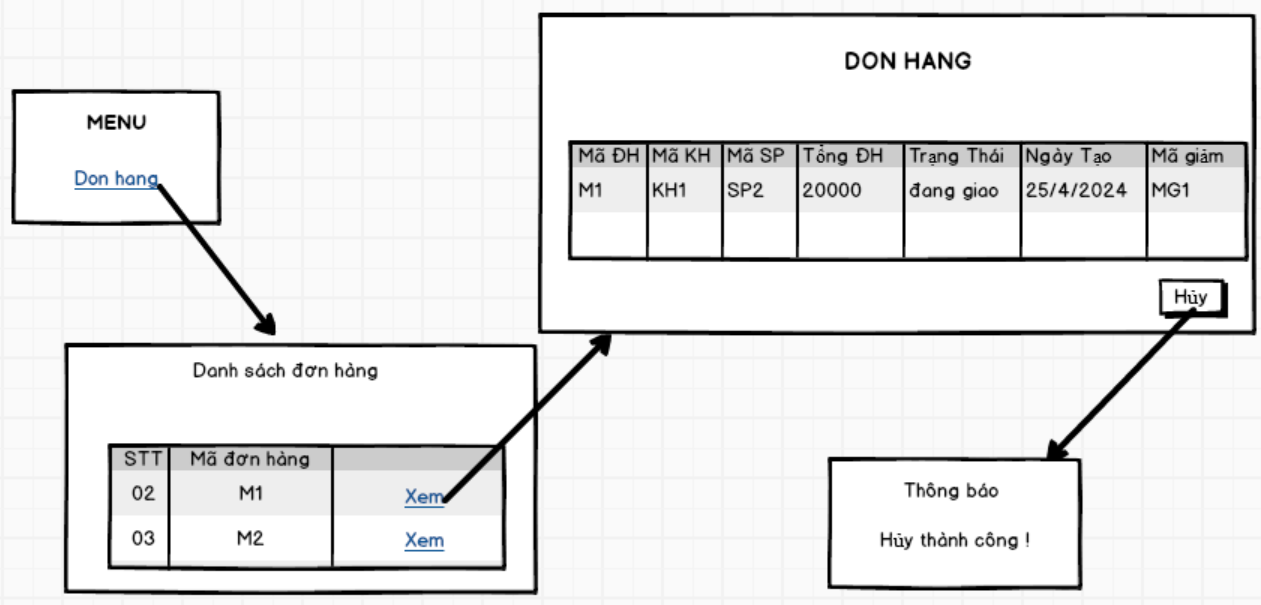 MENU
Don hang
Danh sách đơn hàng
STT Mã đơn hàng
02 M1 Xem
03 M2 Xem
DON HANG
Mã ĐH Mã KH Mã SP Tổng ĐH Trạng Thái Ngày Tạo Mã giảm
M1 KH1 SP2 20000 đang giao 25/4/2024 MG1
Hủy
Thông báo
Hủy thành công !